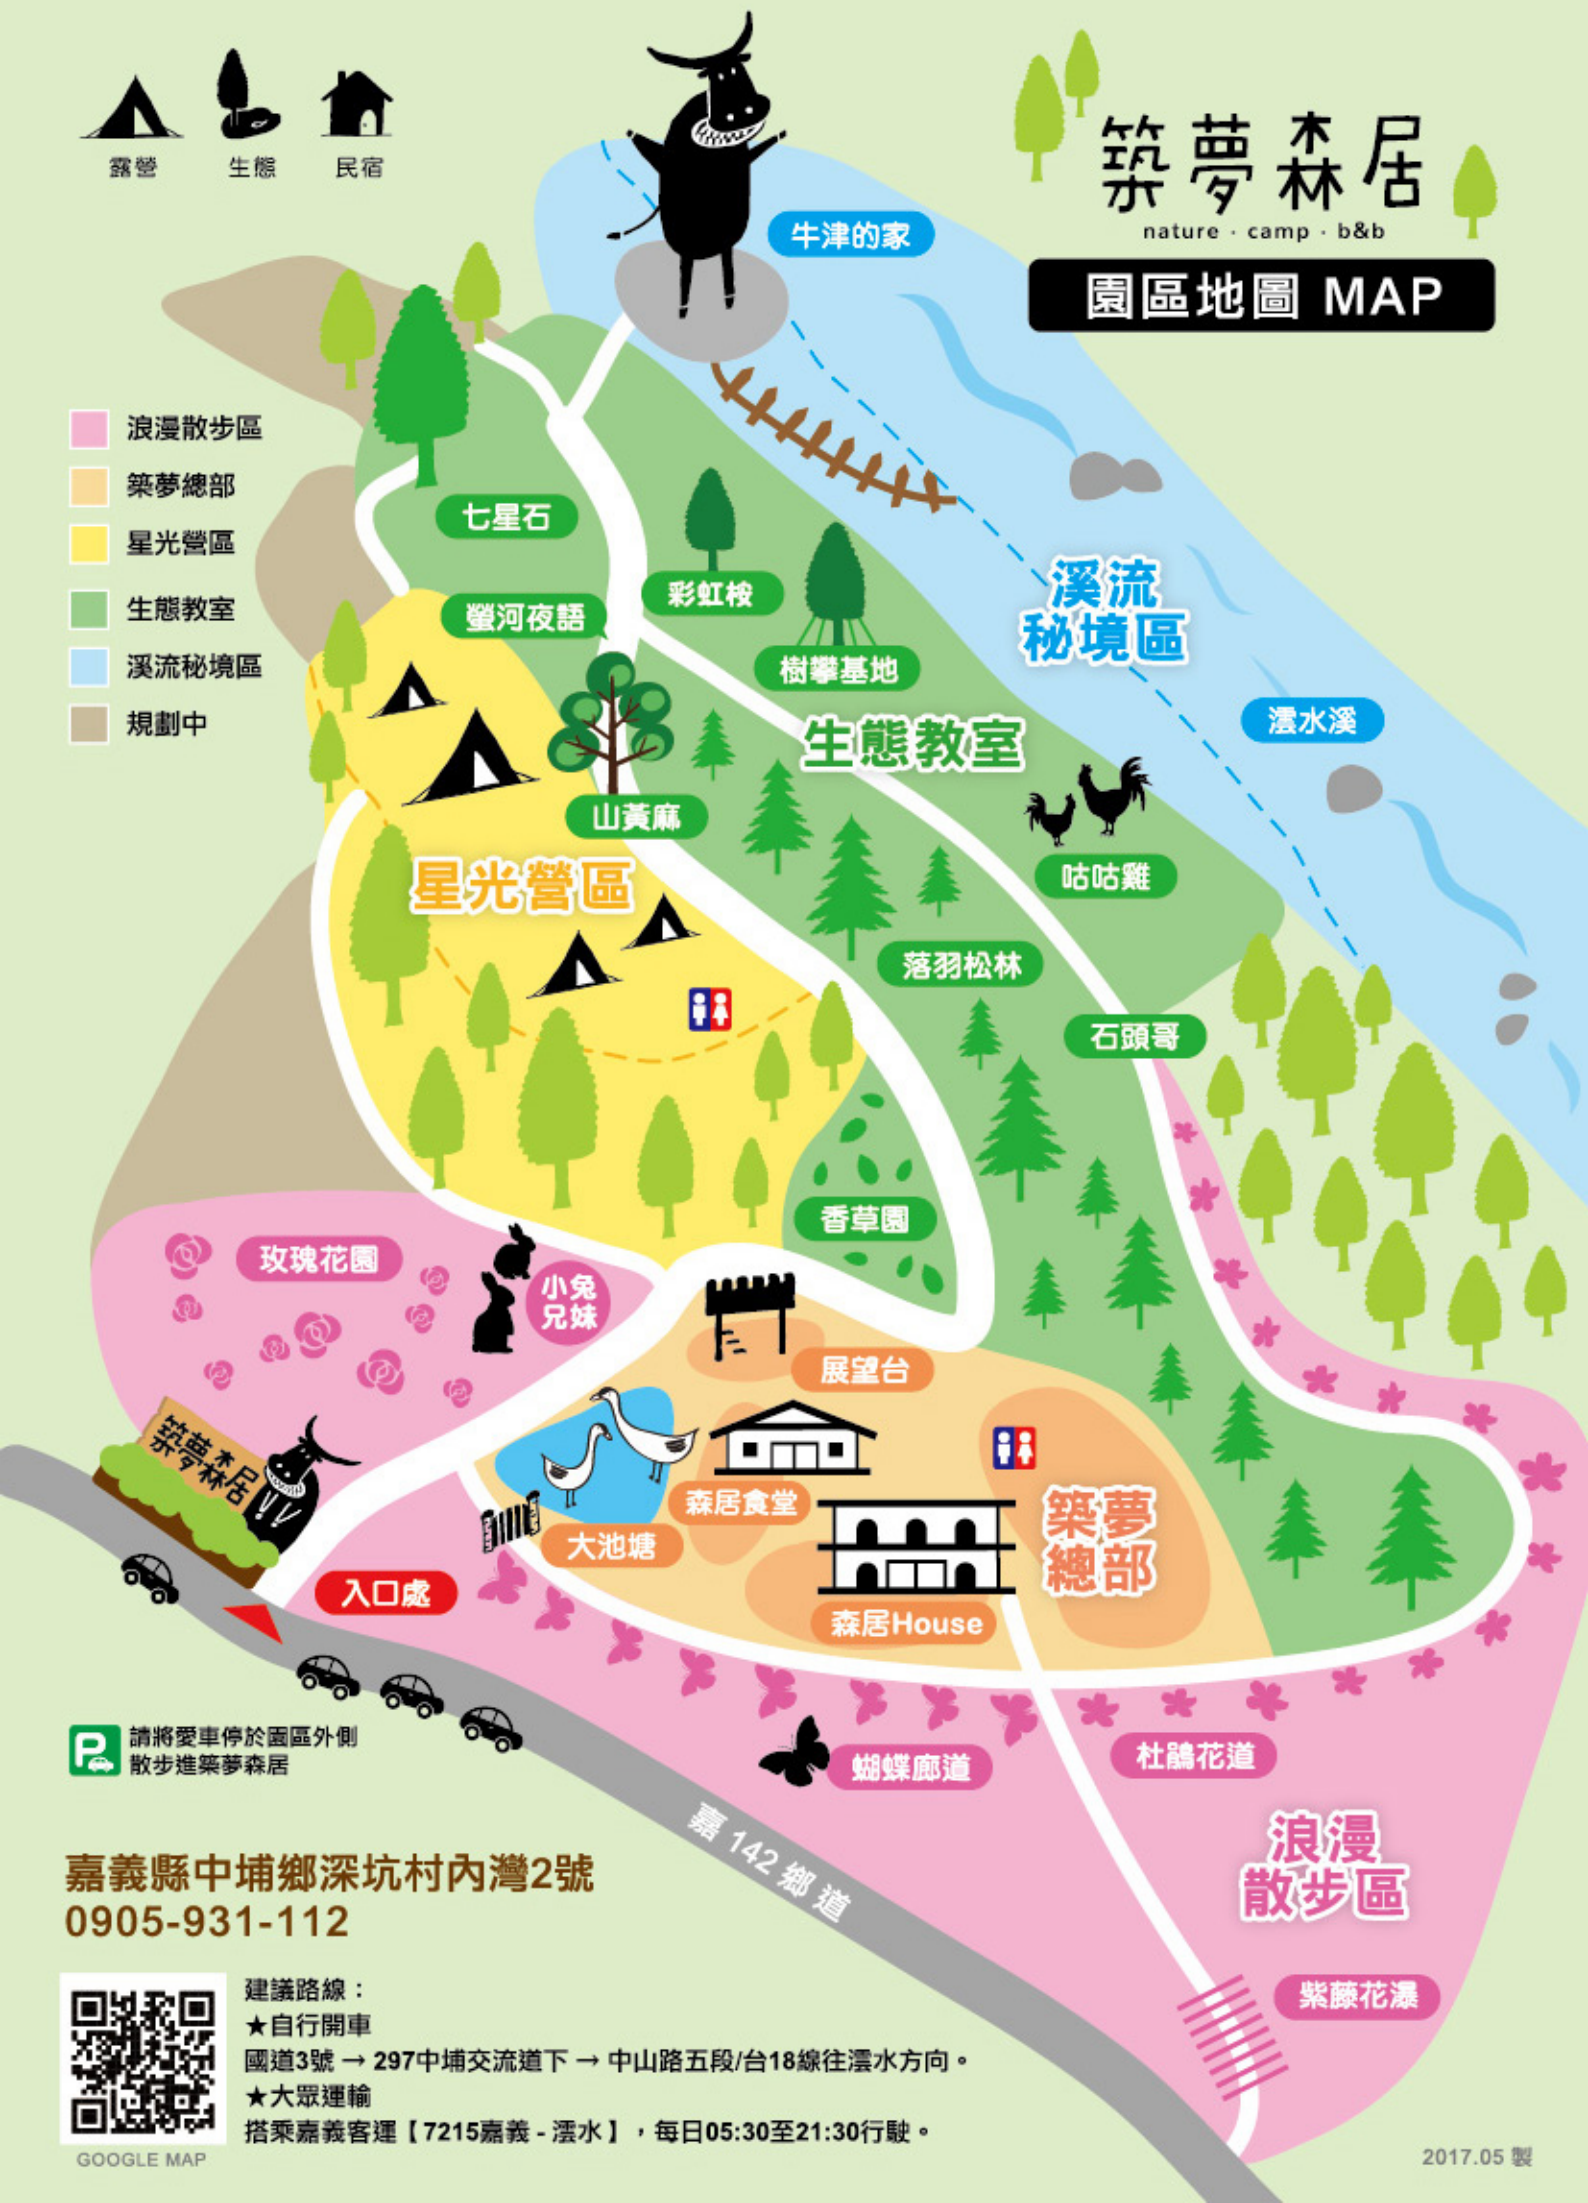 露營
生態
民宿
築夢森居
nature · camp · b&b
園區地圖 MAP
牛津的家
浪漫散步區
築夢總部
星光營區
生態教室
溪流秘境區
規劃中
七星石
彩虹桉
螢河夜語
樹攀基地
溪流
秘境區
澐水溪
生態教室
山黃麻
咕咕雞
星光營區
落羽松林
石頭哥
香草園
玫瑰花園
小兔
兄妹
展望台
築夢森居
森居食堂
大池塘
築夢
總部
入口處
森居House
請將愛車停於園區外側
散步進築夢森居
蝴蝶廊道
杜鵑花道
嘉 142 鄉道
浪漫
散步區
紫藤花瀑
嘉義縣中埔鄉深坑村內灣2號
0905-931-112
建議路線：
★自行開車
國道3號 → 297中埔交流道下 → 中山路五段/台18線往澐水方向。
★大眾運輸
搭乘嘉義客運【7215嘉義 - 澐水】，每日05:30至21:30行駛。
GOOGLE MAP
2017.05 製